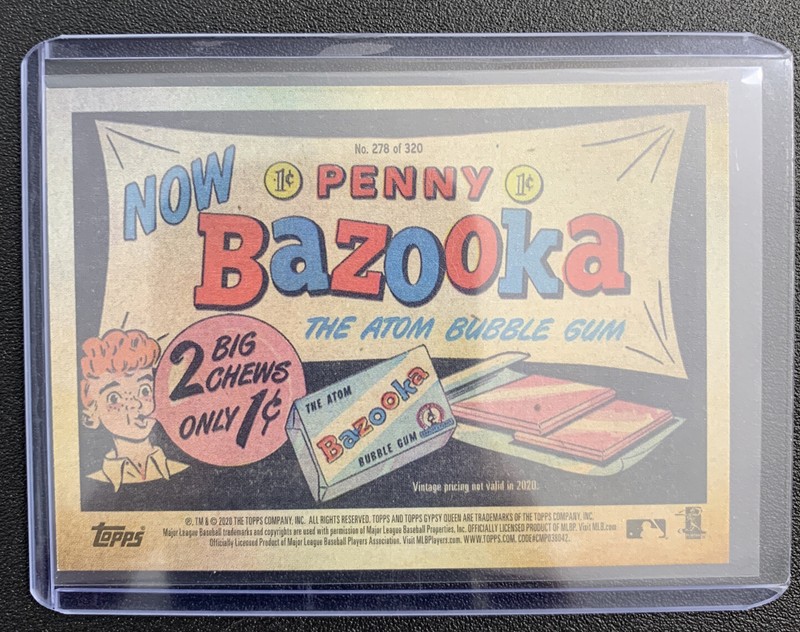 No. 278 of 320
NOW 1¢ PENNY 1¢
Bazooka
THE ATOM BUBBLE GUM
2 BIG CHEWS
ONLY 1¢
THE ATOM
Bazooka
BUBBLE GUM
Vintage pricing not valid in 2020.
topps
®, TM & © 2020 THE TOPPS COMPANY, INC. ALL RIGHTS RESERVED. TOPPS AND TOPPS GYPSY QUEEN ARE TRADEMARKS OF THE TOPPS COMPANY, INC.
Major League Baseball trademarks and copyrights are used with permission of Major League Baseball Properties, Inc. OFFICIALLY LICENSED PRODUCT OF MLBP. Visit MLB.com
Officially Licensed Product of Major League Baseball Players Association. Visit MLBPlayers.com. WWW.TOPPS.COM. CODE#CMP038042.